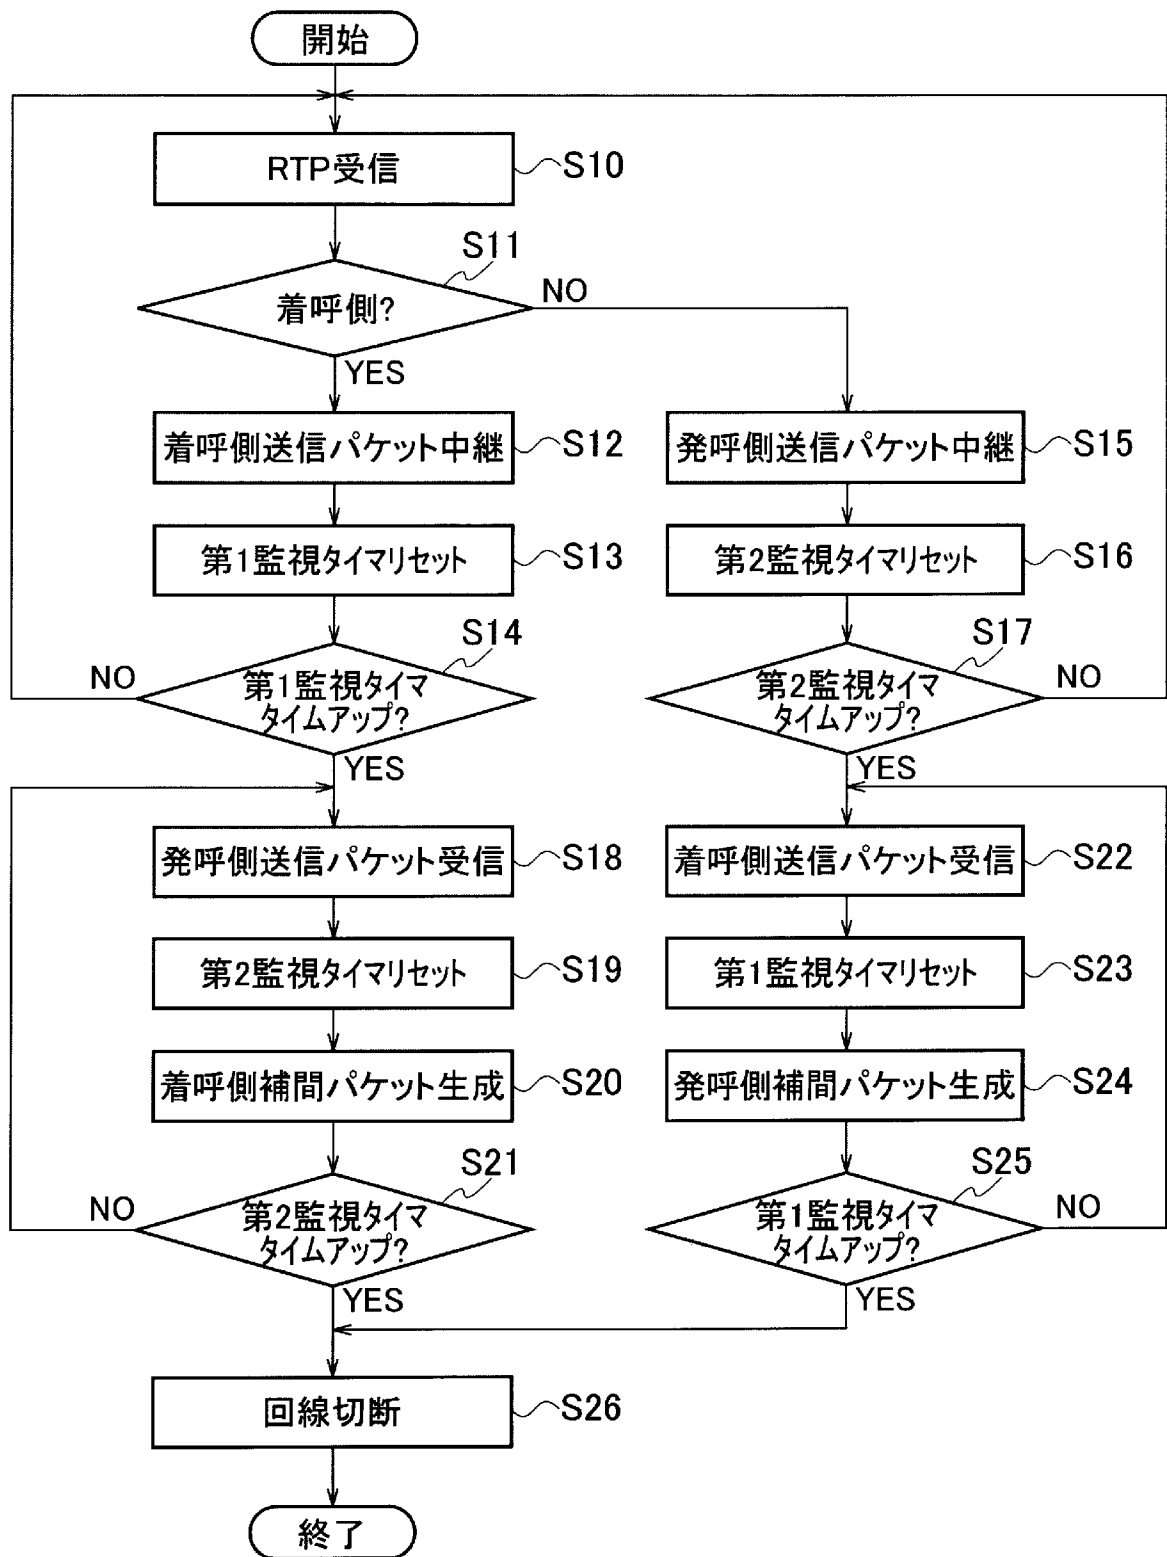 開始
RTP受信
S10
S11
着呼側?
NO
YES
着呼側送信パケット中継
S12
発呼側送信パケット中継
S15
第1監視タイマリセット
S13
第2監視タイマリセット
S16
S14
第1監視タイマ
タイムアップ?
NO
YES
S17
第2監視タイマ
タイムアップ?
NO
YES
発呼側送信パケット受信
S18
着呼側送信パケット受信
S22
第2監視タイマリセット
S19
第1監視タイマリセット
S23
着呼側補間パケット生成
S20
発呼側補間パケット生成
S24
S21
第2監視タイマ
タイムアップ?
NO
YES
S25
第1監視タイマ
タイムアップ?
NO
YES
回線切断
S26
終了